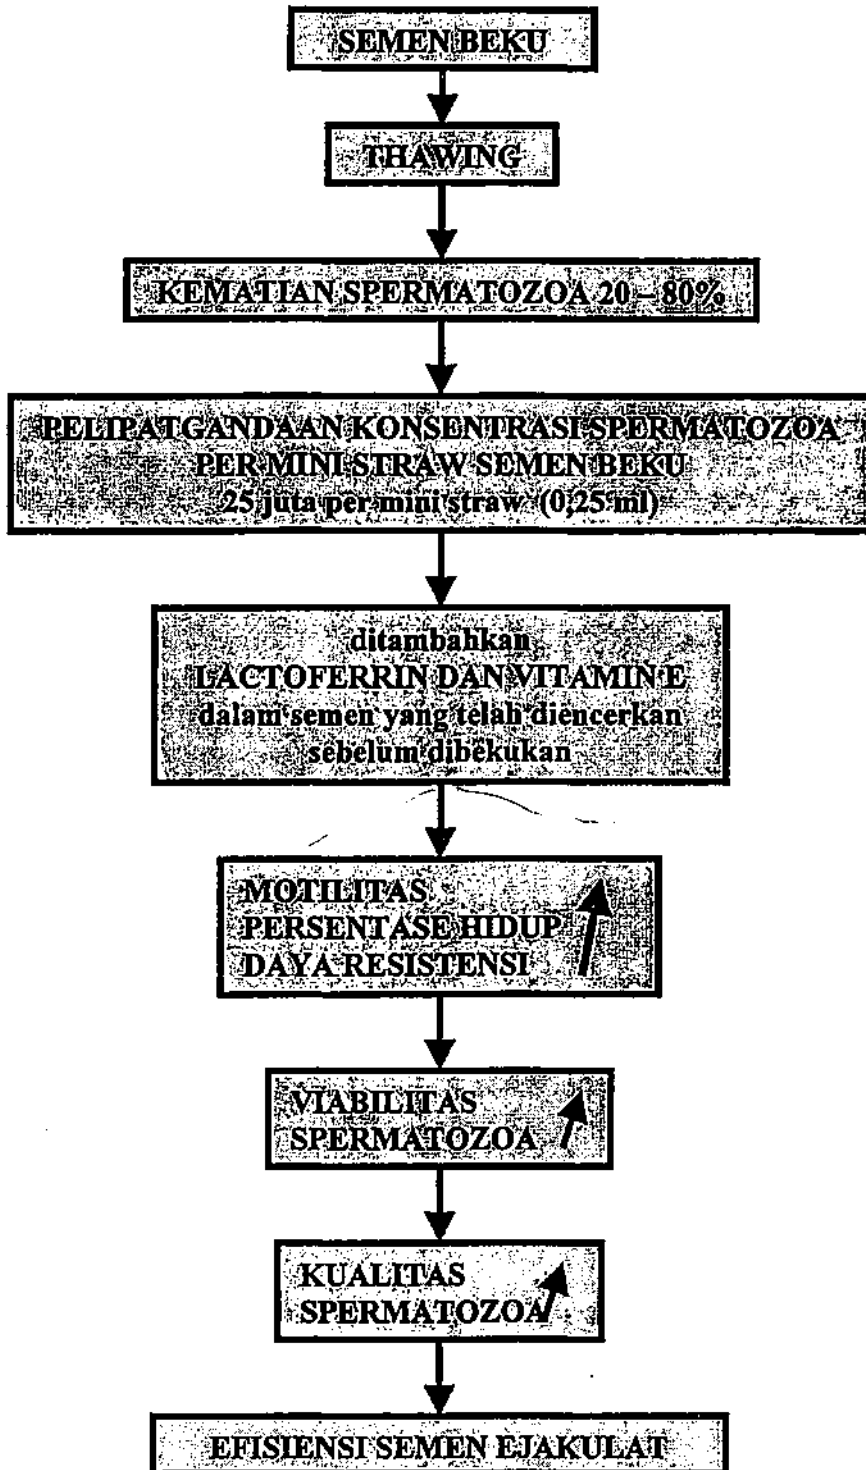 SEMEN BEKU
THAWING
KEMATIAN SPERMATOZOA 20 – 80%
PELIPATGANDAAN KONSENTRASI SPERMATOZOA
PER MINI STRAW SEMEN BEKU
25 juta per mini straw (0,25 ml)
ditambahkan
LACTOFERRIN DAN VITAMIN E
dalam semen yang telah diencerkan
sebelum dibekukan
MOTILITAS
PERSENTASE HIDUP
DAYA RESISTENSI
VIABILITAS
SPERMATOZOA
KUALITAS
SPERMATOZOA
EFISIENSI SEMEN EJAKULAT